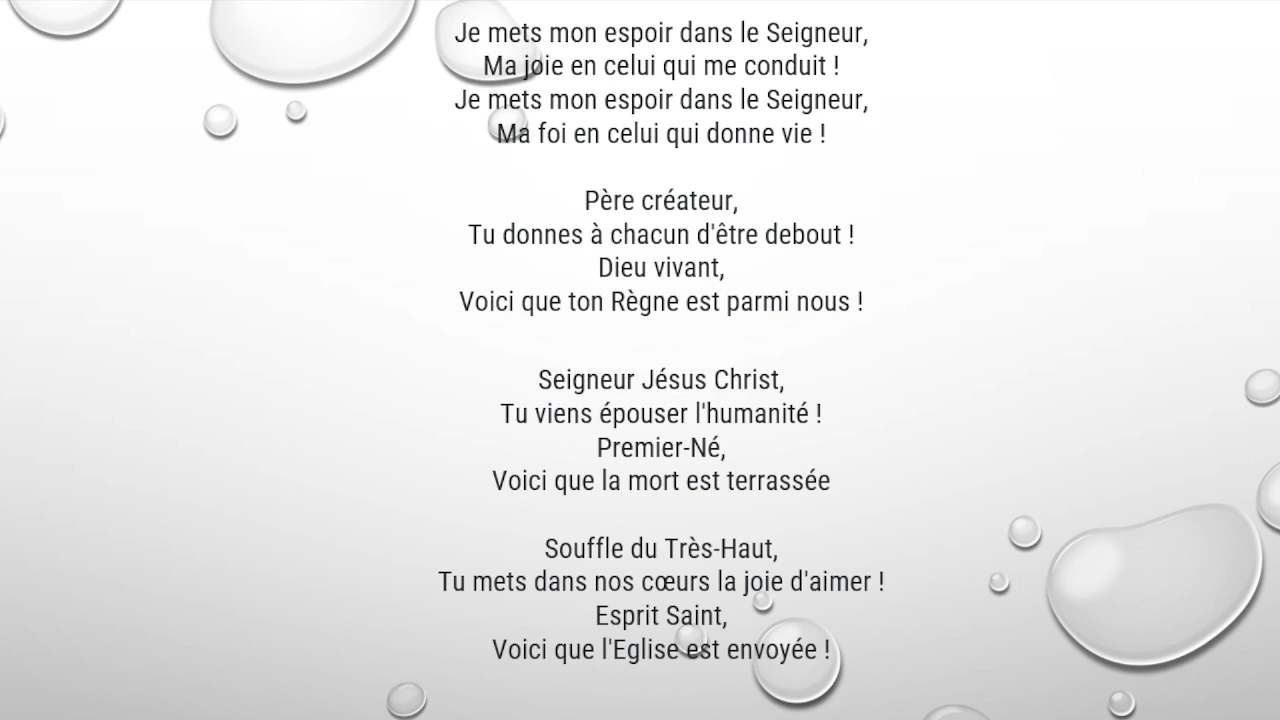 Je mets mon espoir dans le Seigneur,
Ma joie en celui qui me conduit !
Je mets mon espoir dans le Seigneur,
Ma foi en celui qui donne vie !
Père créateur,
Tu donnes à chacun d'être debout !
Dieu vivant,
Voici que ton Règne est parmi nous !
Seigneur Jésus Christ,
Tu viens épouser l'humanité !
Premier-Né,
Voici que la mort est terrassée
Souffle du Très-Haut,
Tu mets dans nos cœurs la joie d'aimer !
Esprit Saint,
Voici que l'Eglise est envoyée !